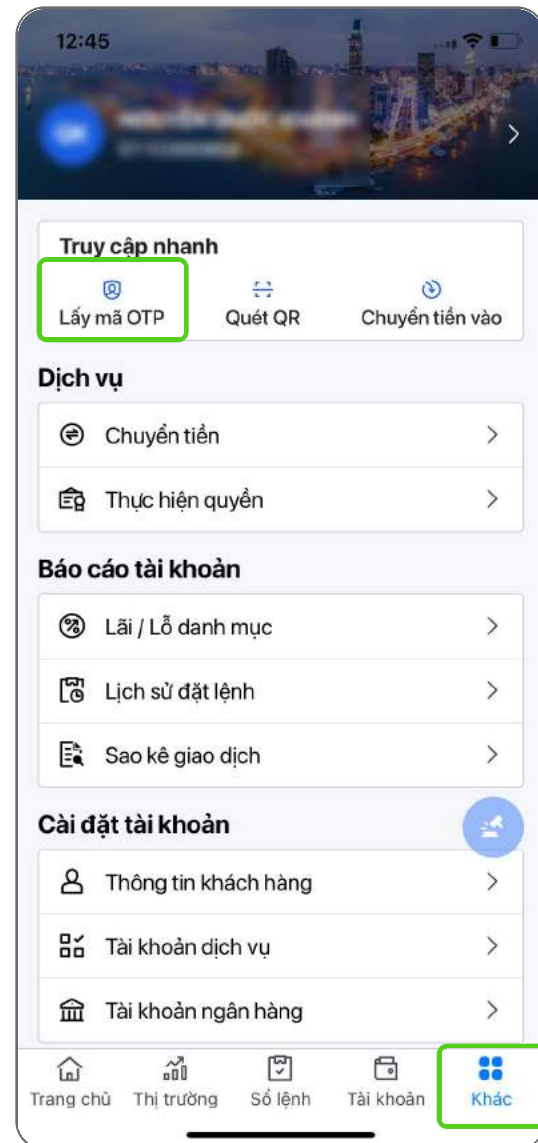 12:45
QK
Truy cập nhanh
Lấy mã OTP Quét QR Chuyển tiền vào
Dịch vụ
Chuyển tiền
Thực hiện quyền
Báo cáo tài khoản
Lãi / Lỗ danh mục
Lịch sử đặt lệnh
Sao kê giao dịch
Cài đặt tài khoản
Thông tin khách hàng
Tài khoản dịch vụ
Tài khoản ngân hàng
Trang chủ Thị trường Sổ lệnh Tài khoản Khác